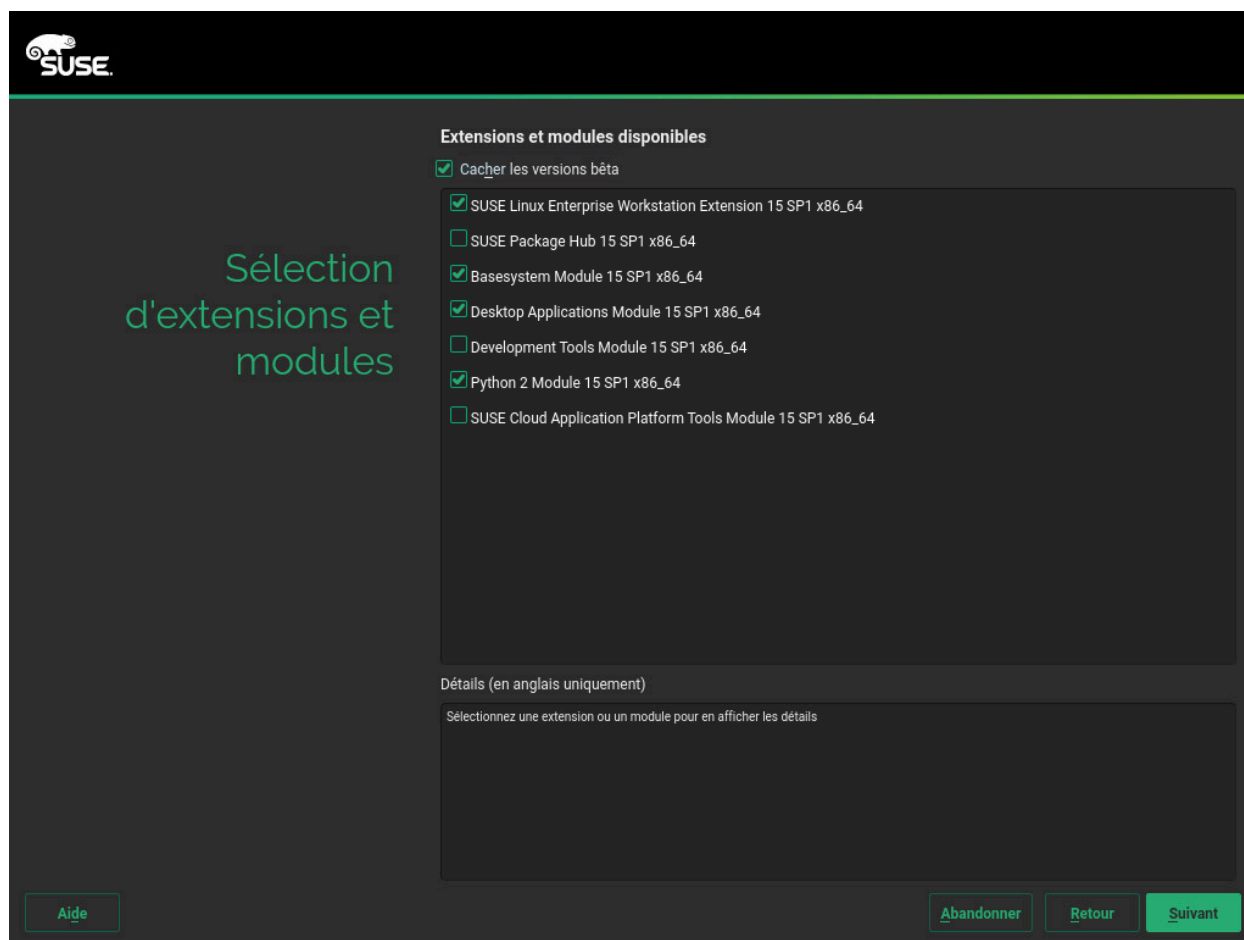 SUSE.
Extensions et modules disponibles
Cacher les versions bêta
SUSE Linux Enterprise Workstation Extension 15 SP1 x86_64
SUSE Package Hub 15 SP1 x86_64
Basesystem Module 15 SP1 x86_64
Desktop Applications Module 15 SP1 x86_64
Development Tools Module 15 SP1 x86_64
Python 2 Module 15 SP1 x86_64
SUSE Cloud Application Platform Tools Module 15 SP1 x86_64
Sélection
d'extensions et
modules
Détails (en anglais uniquement)
Sélectionnez une extension ou un module pour en afficher les détails
Aide
Abandonner
Retour
Suivant